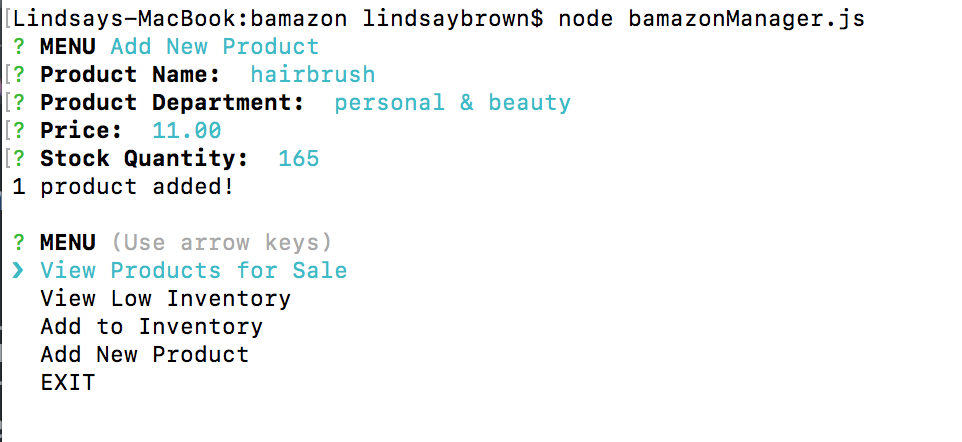 [Lindsays-MacBook:bamazon lindsaybrown$ node bamazonManager.js
? MENU Add New Product
[? Product Name:  hairbrush
[? Product Department:  personal & beauty
[? Price:  11.00
[? Stock Quantity:  165
1 product added!
? MENU (Use arrow keys)
❯ View Products for Sale
View Low Inventory
Add to Inventory
Add New Product
EXIT